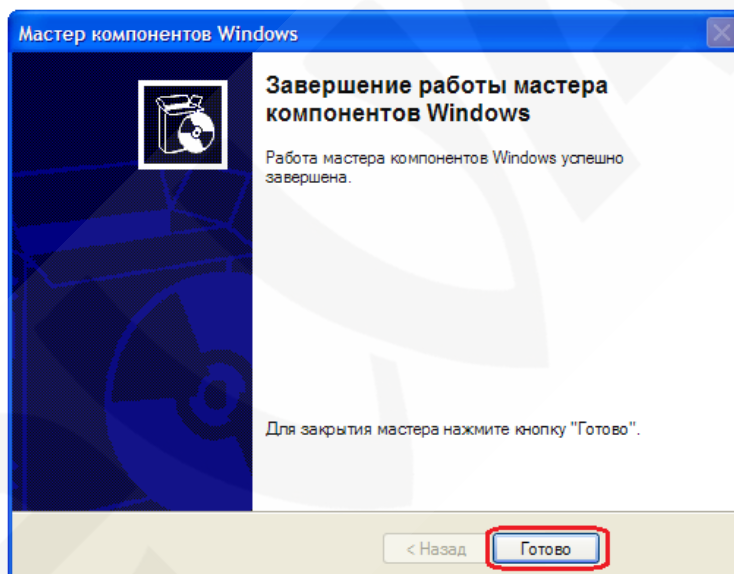 Мастер компонентов Windows
Завершение работы мастера
компонентов Windows
Работа мастера компонентов Windows успешно
завершена.
Для закрытия мастера нажмите кнопку "Готово".
< Назад
Готово